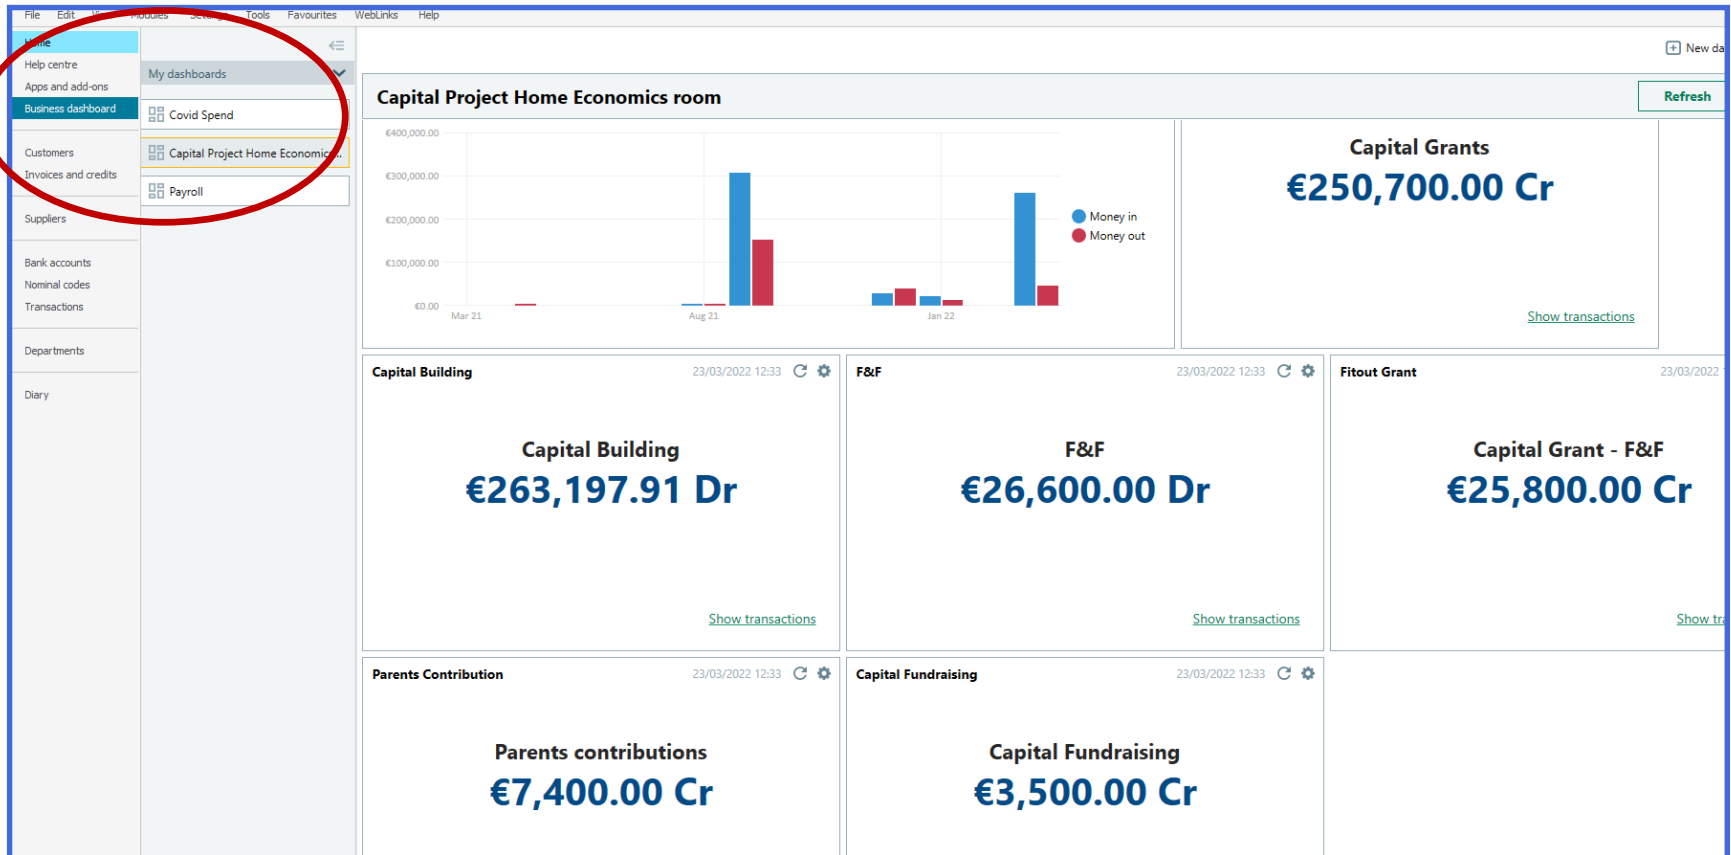 File Edit View Modules Settings Tools Favourites WebLinks Help
Home
Help centre
Apps and add-ons
Business dashboard
Customers
Invoices and credits
Suppliers
Bank accounts
Nominal codes
Transactions
Departments
Diary
My dashboards
Covid Spend
Capital Project Home Economics...
Payroll
New da
Capital Project Home Economics room
Refresh
€400,000.00
€300,000.00
€200,000.00
€100,000.00
€0.00
Mar 21 Aug 21 Jan 22
Money in
Money out
Capital Grants
€250,700.00 Cr
Show transactions
Capital Building 23/03/2022 12:33
Capital Building
€263,197.91 Dr
Show transactions
F&F 23/03/2022 12:33
F&F
€26,600.00 Dr
Show transactions
Fitout Grant 23/03/2022
Capital Grant - F&F
€25,800.00 Cr
Show tra
Parents Contribution 23/03/2022 12:33
Parents contributions
€7,400.00 Cr
Capital Fundraising 23/03/2022 12:33
Capital Fundraising
€3,500.00 Cr